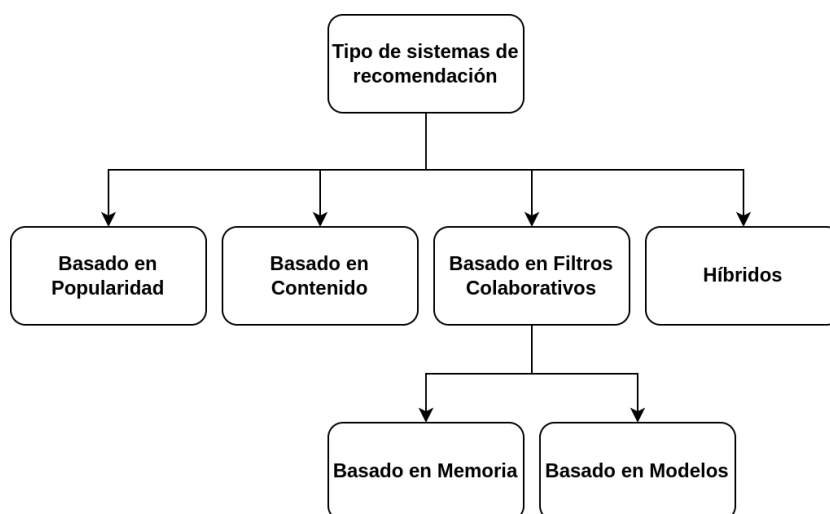 Tipo de sistemas de
recomendación
Basado en
Popularidad
Basado en
Contenido
Basado en Filtros
Colaborativos
Híbridos
Basado en Memoria
Basado en Modelos